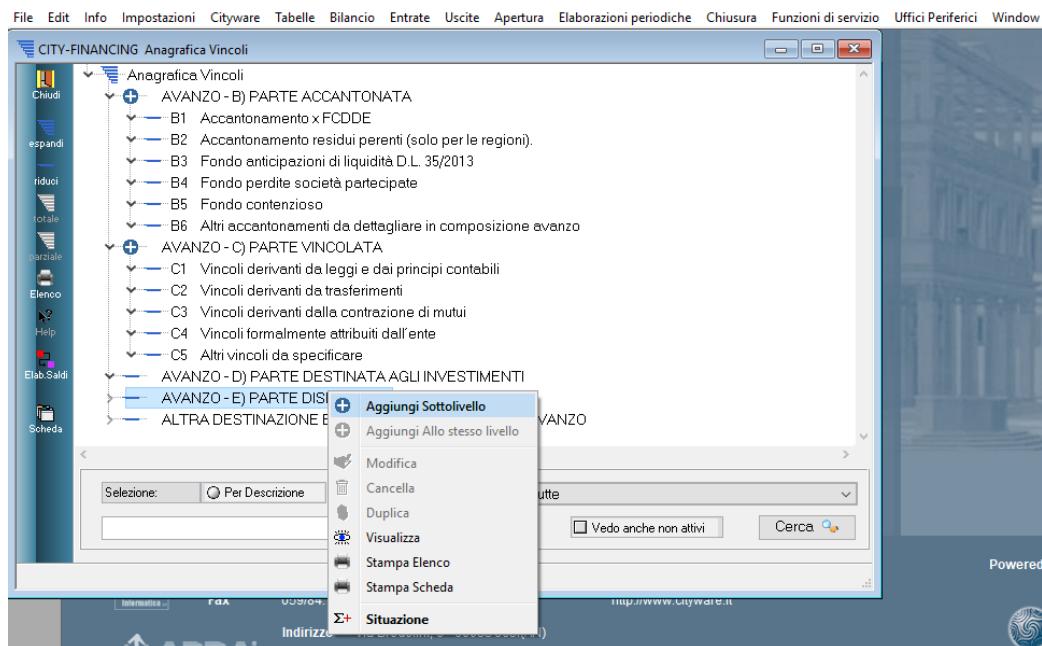 File Edit Info Impostazioni Cityware Tabelle Bilancio Entrate Uscite Apertura Elaborazioni periodiche Chiusura Funzioni di servizio Uffici Periferici Window
CITY-FINANCING Anagrafica Vincoli
Chiudi
espandi
riduci
totale
parziale
Elenco
Help
Elab.Saldi
Scheda
Anagrafica Vincoli
AVANZO - B) PARTE ACCANTONATA
B1 Accantonamento x FCDDE
B2 Accantonamento residui perenti (solo per le regioni).
B3 Fondo anticipazioni di liquidità D.L. 35/2013
B4 Fondo perdite società partecipate
B5 Fondo contenzioso
B6 Altri accantonamenti da dettagliare in composizione avanzo
AVANZO - C) PARTE VINCOLATA
C1 Vincoli derivanti da leggi e dai principi contabili
C2 Vincoli derivanti da trasferimenti
C3 Vincoli derivanti dalla contrazione di mutui
C4 Vincoli formalmente attribuiti dall'ente
C5 Altri vincoli da specificare
AVANZO - D) PARTE DESTINATA AGLI INVESTIMENTI
AVANZO - E) PARTE
ALTRA DESTINAZIONE
Aggiungi Sottolivello
Aggiungi Allo stesso livello
Modifica
Cancella
Duplica
Visualizza
Stampa Elenco
Stampa Scheda
Σ+ Situazione
Selezione: Per Descrizione
Vedo anche non attivi
Cerca
Powered
Informatica
Fax
http://www.cityware.it
Indirizzo